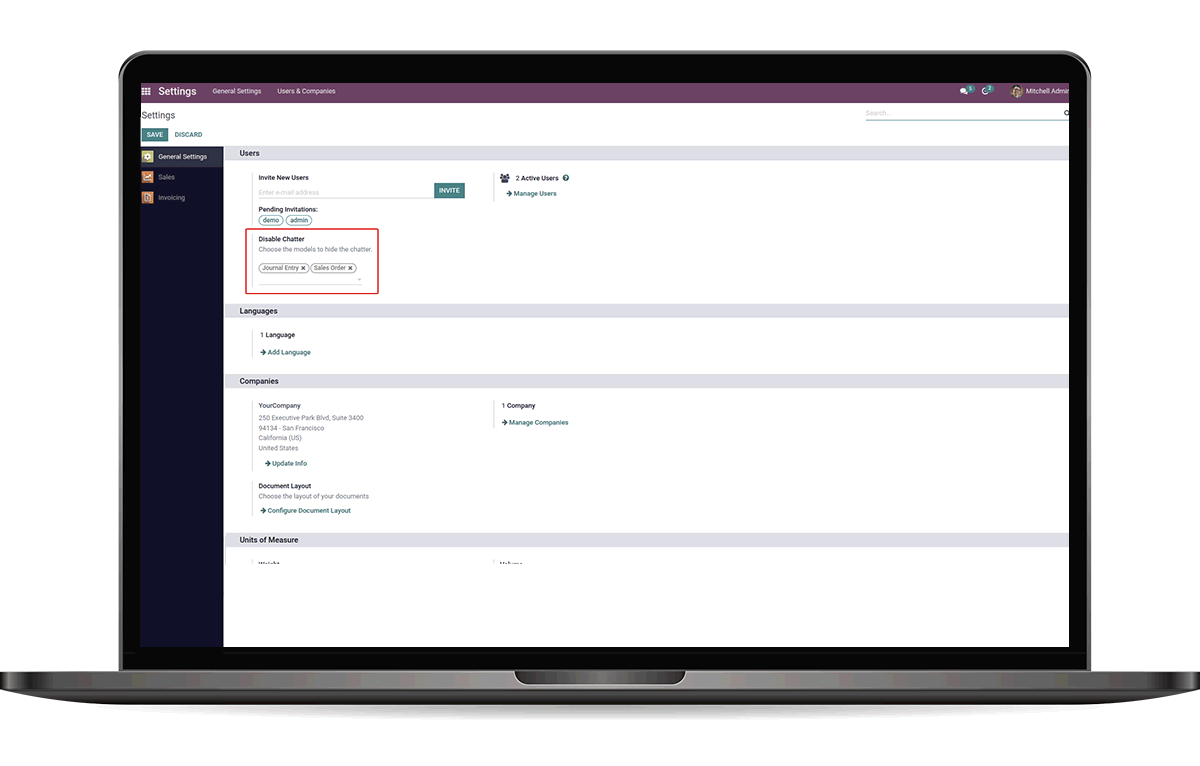 Settings General Settings Users & Companies 5 2 Mitchell Admin
Settings
Search...
SAVE DISCARD
General Settings
Sales
Invoicing
Users
Invite New Users
Enter e-mail address
INVITE
Pending Invitations:
demo admin
2 Active Users
Manage Users
Disable Chatter
Choose the models to hide the chatter.
Journal Entry Sales Order
Languages
1 Language
Add Language
Companies
YourCompany
250 Executive Park Blvd, Suite 3400
94134 - San Francisco
California (US)
United States
Update Info
1 Company
Manage Companies
Document Layout
Choose the layout of your documents
Configure Document Layout
Units of Measure
Weight Volume